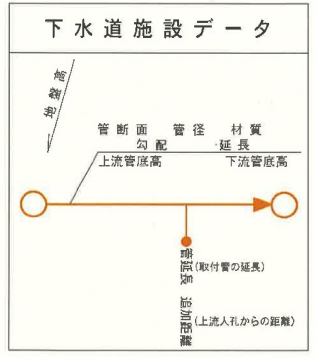 下水道施設データ
地盤高
管断面 管径 材質
勾配 延長
上流管底高 下流管底高
管延長 (取付管の延長)
追加距離 (上流人孔からの距離)